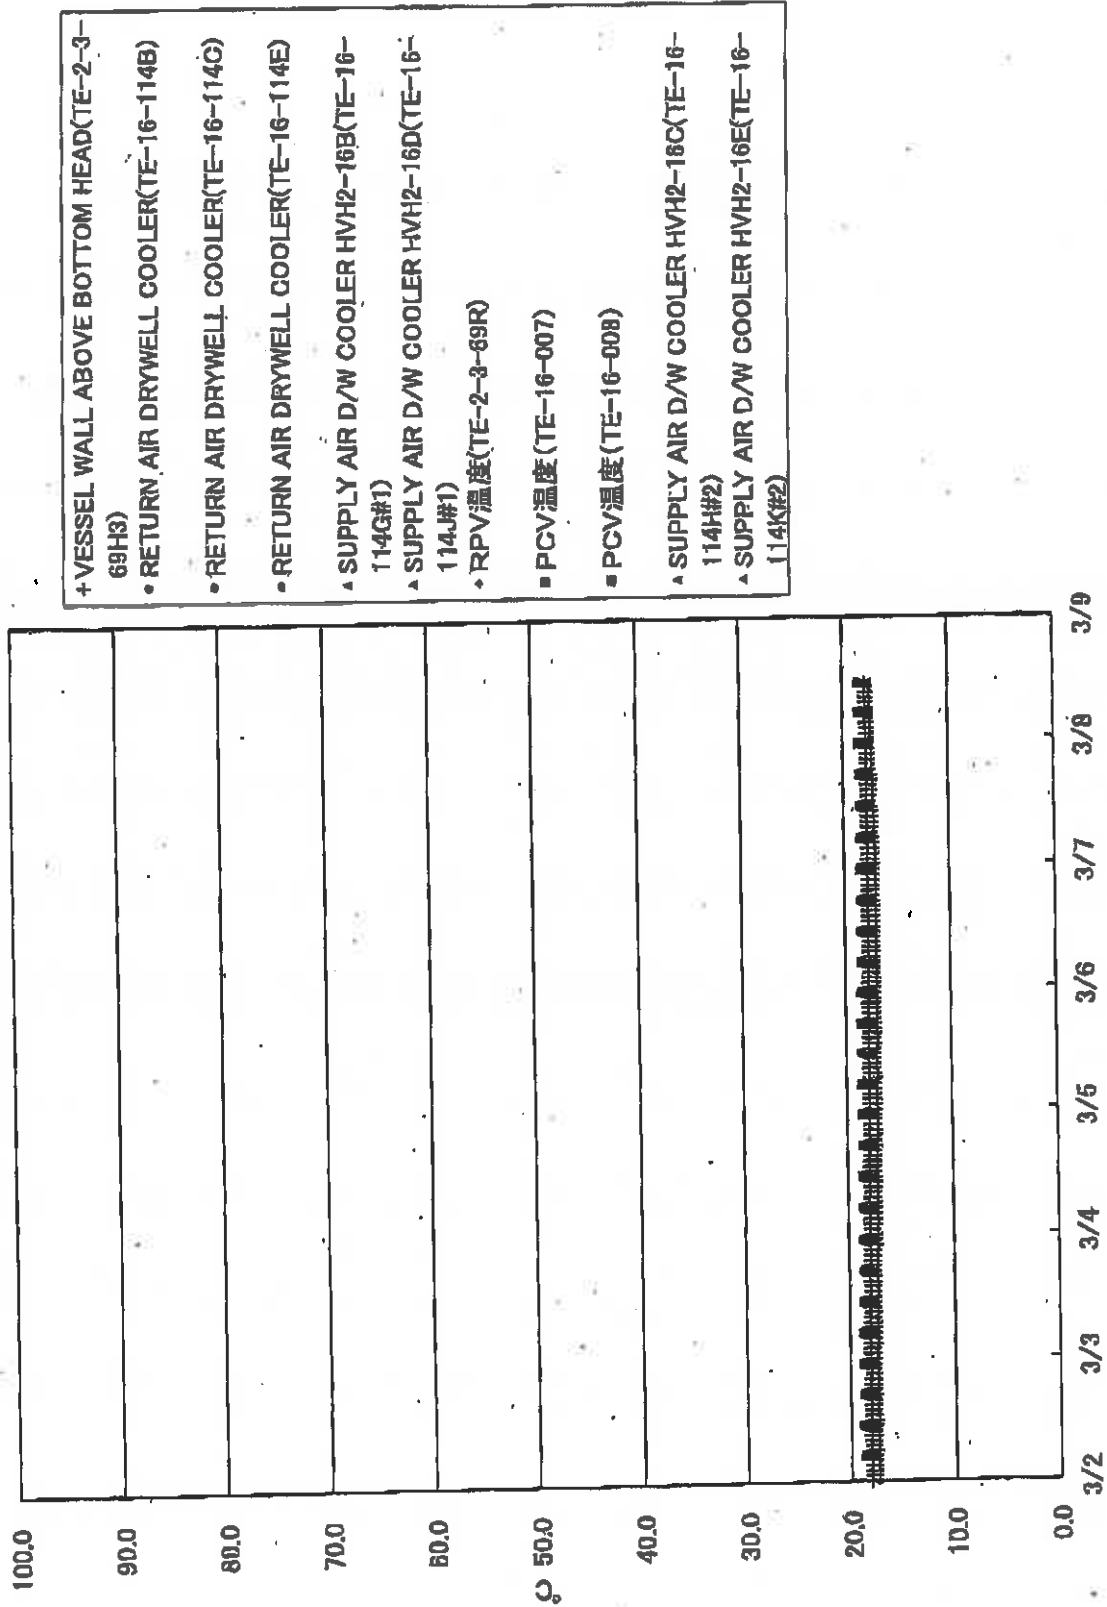 100.0
90.0
80.0
70.0
60.0
℃ 50.0
40.0
30.0
20.0
10.0
0.0
3/2 3/3 3/4 3/5 3/6 3/7 3/8 3/9
+VESSEL WALL ABOVE BOTTOM HEAD(TE-2-3-
69H3)
• RETURN AIR DRYWELL COOLER(TE-16-114B)
• RETURN AIR DRYWELL COOLER(TE-16-114C)
• RETURN AIR DRYWELL COOLER(TE-16-114E)
▲ SUPPLY AIR D/W COOLER HVH2-16B(TE-16-
114G#1)
▲ SUPPLY AIR D/W COOLER HVH2-16D(TE-16-
114J#1)
◆ RPV温度(TE-2-3-69R)
■ PCV温度(TE-16-007)
■ PCV温度(TE-16-008)
▲ SUPPLY AIR D/W COOLER HVH2-16C(TE-16-
114H#2)
▲ SUPPLY AIR D/W COOLER HVH2-16E(TE-16-
114K#2)